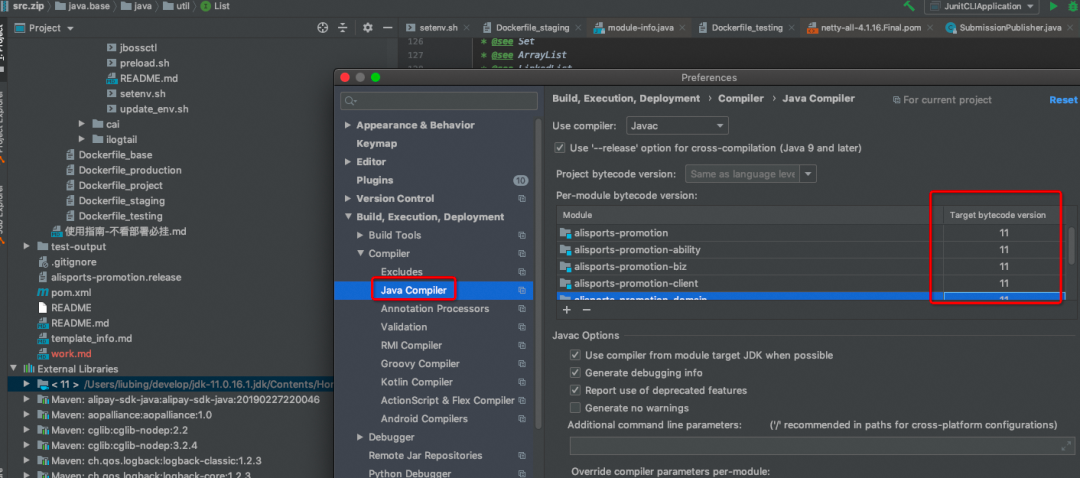 src.zip java.base java util List JunitCLIApplication
Project setenv.sh Dockerfile_staging module-info.java Dockerfile_testing netty-all-4.1.16.Final.pom SubmissionPublisher.java
126 * @see Set
127 * @see ArrayList
* @see LinkedList
jbossctl
preload.sh
README.md
setenv.sh
update_env.sh
cai
ilogtail
Dockerfile_base
Dockerfile_production
Dockerfile_project
Dockerfile_staging
Dockerfile_testing
使用指南-不看部署必挂.md
test-output
.gitignore
alisports-promotion.release
pom.xml
README
README.md
template_info.md
work.md
External Libraries
< 11 > /Users/liubing/develop/jdk-11.0.16.1.jdk/Contents/Hor
Maven: alipay-sdk-java:alipay-sdk-java:20190227220046
Maven: aopalliance:aopalliance:1.0
Maven: cglib:cglib-nodep:2.2
Maven: cglib:cglib-nodep:3.2.4
Maven: ch.qos.logback:logback-classic:1.2.3
Maven: ch.qos.logback:logback-core:1.2.3
Preferences
Appearance & Behavior
Keymap
Editor
Plugins 10
Version Control
Build, Execution, Deployment
Build Tools
Compiler
Excludes
Java Compiler
Annotation Processors
Validation
RMI Compiler
Groovy Compiler
Kotlin Compiler
ActionScript & Flex Compiler
Android Compilers
Debugger
Remote Jar Repositories
Python Debugger
Build, Execution, Deployment › Compiler › Java Compiler For current project Reset
Use compiler: Javac
Use '--release' option for cross-compilation (Java 9 and later)
Project bytecode version: Same as language leve
Per-module bytecode version:
Module Target bytecode version
alisports-promotion 11
alisports-promotion-ability 11
alisports-promotion-biz 11
alisports-promotion-client 11
alisports-promotion-domain 11
+ −
Javac Options
Use compiler from module target JDK when possible
Generate debugging info
Report use of deprecated features
Generate no warnings
Additional command line parameters: ('/' recommended in paths for cross-platform configurations)
Override compiler parameters per-module: